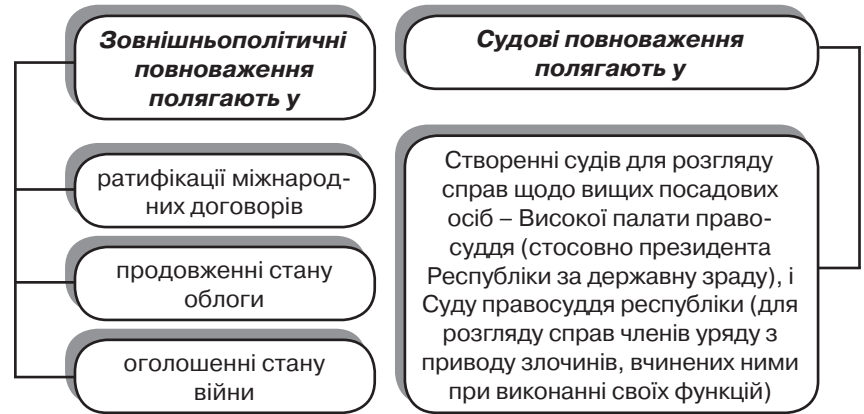 Зовнішньополітичні
повноваження
полягають у
ратифікації міжнарод-
них договорів
продовженні стану
облоги
оголошенні стану
війни
Судові повноваження
полягають у
Створенні судів для розгляду
справ щодо вищих посадових
осіб – Високої палати право-
суддя (стосовно президента
Республіки за державну зраду), і
Суду правосуддя республіки (для
розгляду справ членів уряду з
приводу злочинів, вчинених ними
при виконанні своїх функцій)